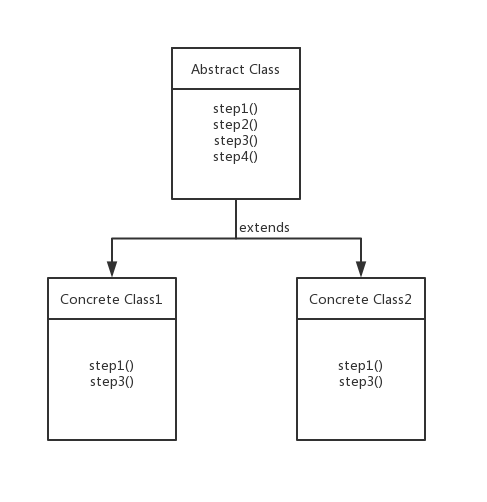 Abstract Class
step1()
step2()
step3()
step4()
extends
Concrete Class1
step1()
step3()
Concrete Class2
step1()
step3()